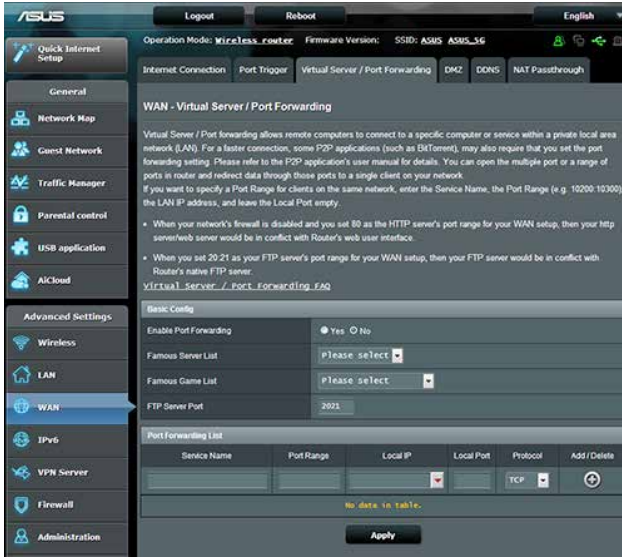 ASUS
Logout
Reboot
English
Quick Internet
Setup
Operation Mode: Wireless router Firmware Version: SSID: ASUS ASUS_5G
Internet Connection
Port Trigger
Virtual Server / Port Forwarding
DMZ
DDNS
NAT Passthrough
General
Network Map
Guest Network
Traffic Manager
Parental control
USB application
AiCloud
Advanced Settings
Wireless
LAN
WAN
IPv6
VPN Server
Firewall
Administration
WAN - Virtual Server / Port Forwarding
Virtual Server / Port forwarding allows remote computers to connect to a specific computer or service within a private local area
network (LAN). For a faster connection, some P2P applications (such as BitTorrent), may also require that you set the port
forwarding setting. Please refer to the P2P application's user manual for details. You can open the multiple port or a range of
ports in router and redirect data through those ports to a single client on your network.
If you want to specify a Port Range for clients on the same network, enter the Service Name, the Port Range (e.g. 10200:10300),
the LAN IP address, and leave the Local Port empty.
• When your network's firewall is disabled and you set 80 as the HTTP server's port range for your WAN setup, then your http
server/web server would be in conflict with Router's web user interface.
• When you set 20:21 as your FTP server's port range for your WAN setup, then your FTP server would be in conflict with
Router's native FTP server.
Virtual Server / Port Forwarding FAQ
Basic Config
Enable Port Forwarding
Yes No
Famous Server List
Please select
Famous Game List
Please select
FTP Server Port
2021
Port Forwarding List
Service Name
Port Range
Local IP
Local Port
Protocol
Add / Delete
TCP
No data in table.
Apply